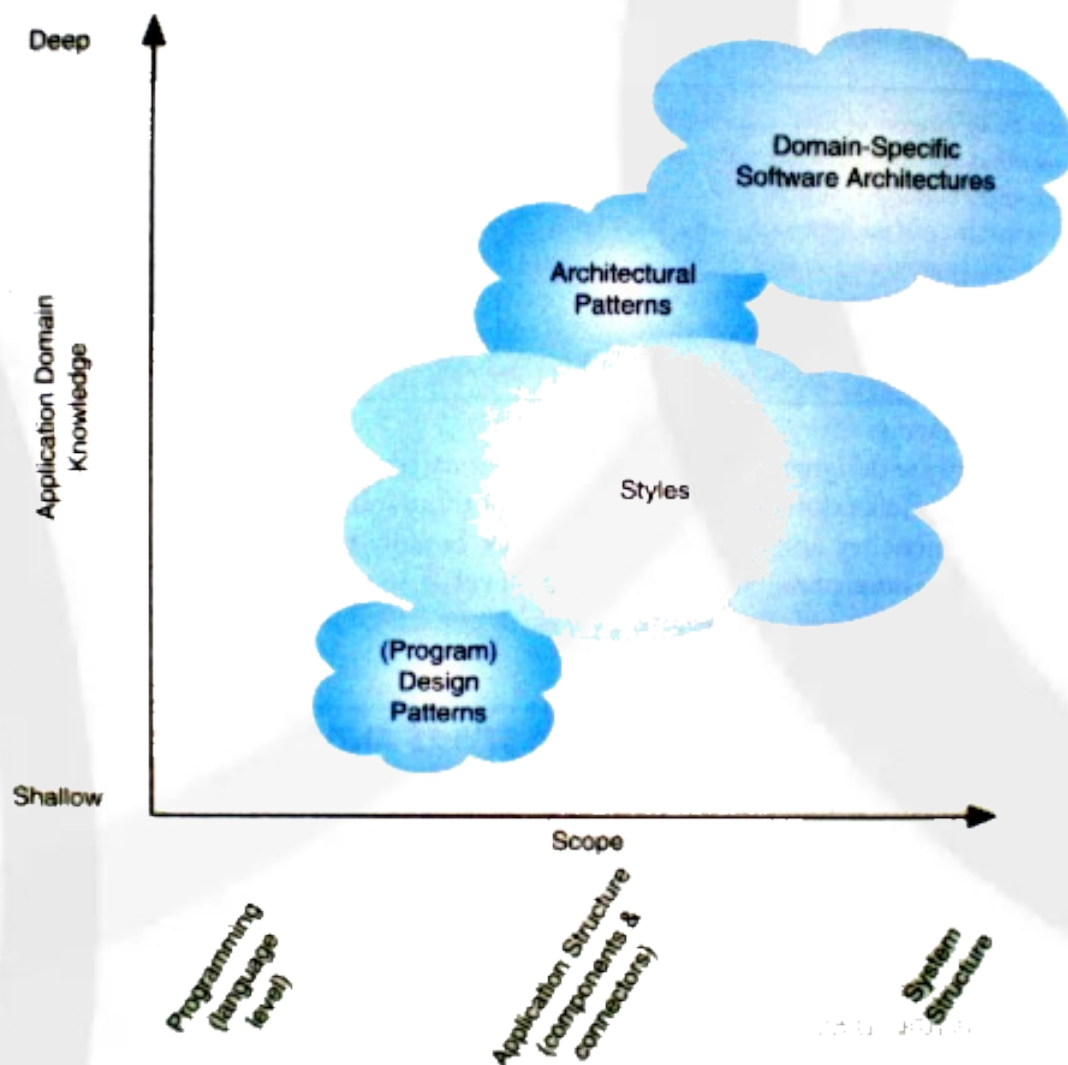 Deep
Domain-Specific
Software Architectures
Architectural
Patterns
Application Domain
Knowledge
Styles
(Program)
Design
Patterns
Shallow
Scope
Programming
(language
level)
Application Structure
(components &
connectors)
System
Structure